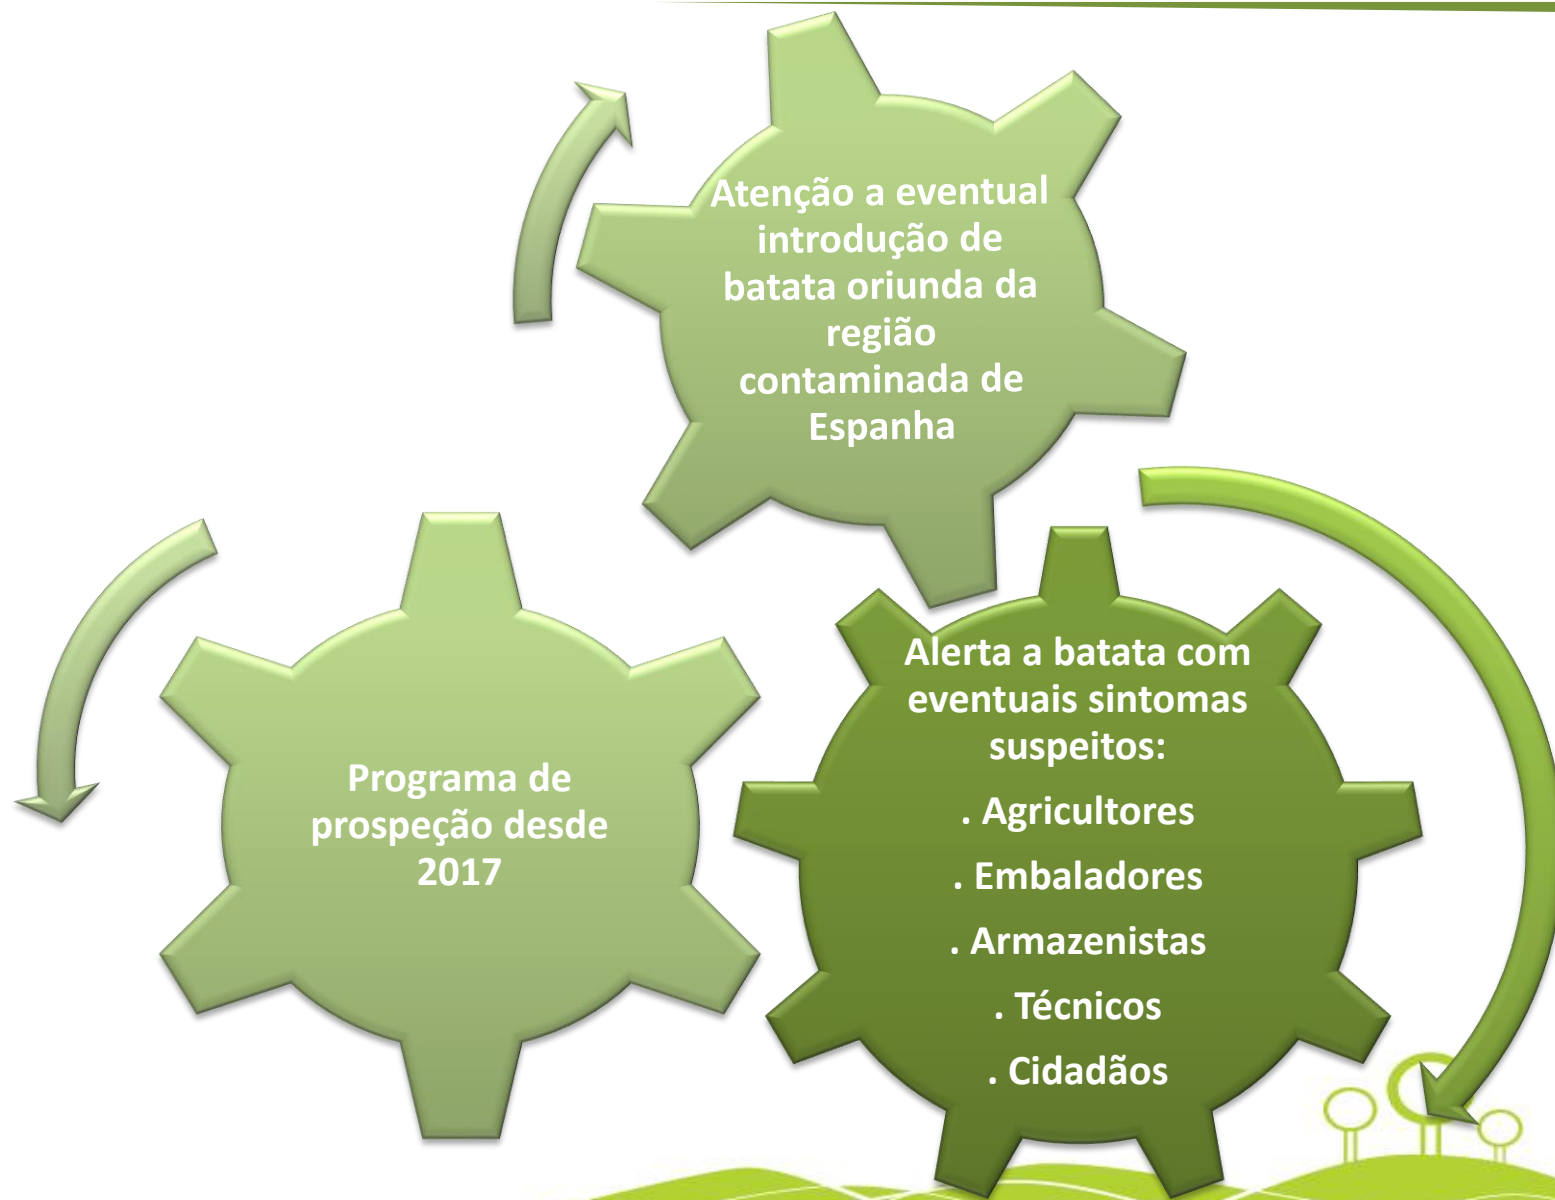 Atenção a eventual
introdução de
batata oriunda da
região
contaminada de
Espanha
Programa de
prospeção desde
2017
Alerta a batata com
eventuais sintomas
suspeitos:
. Agricultores
. Embaladores
. Armazenistas
. Técnicos
. Cidadãos